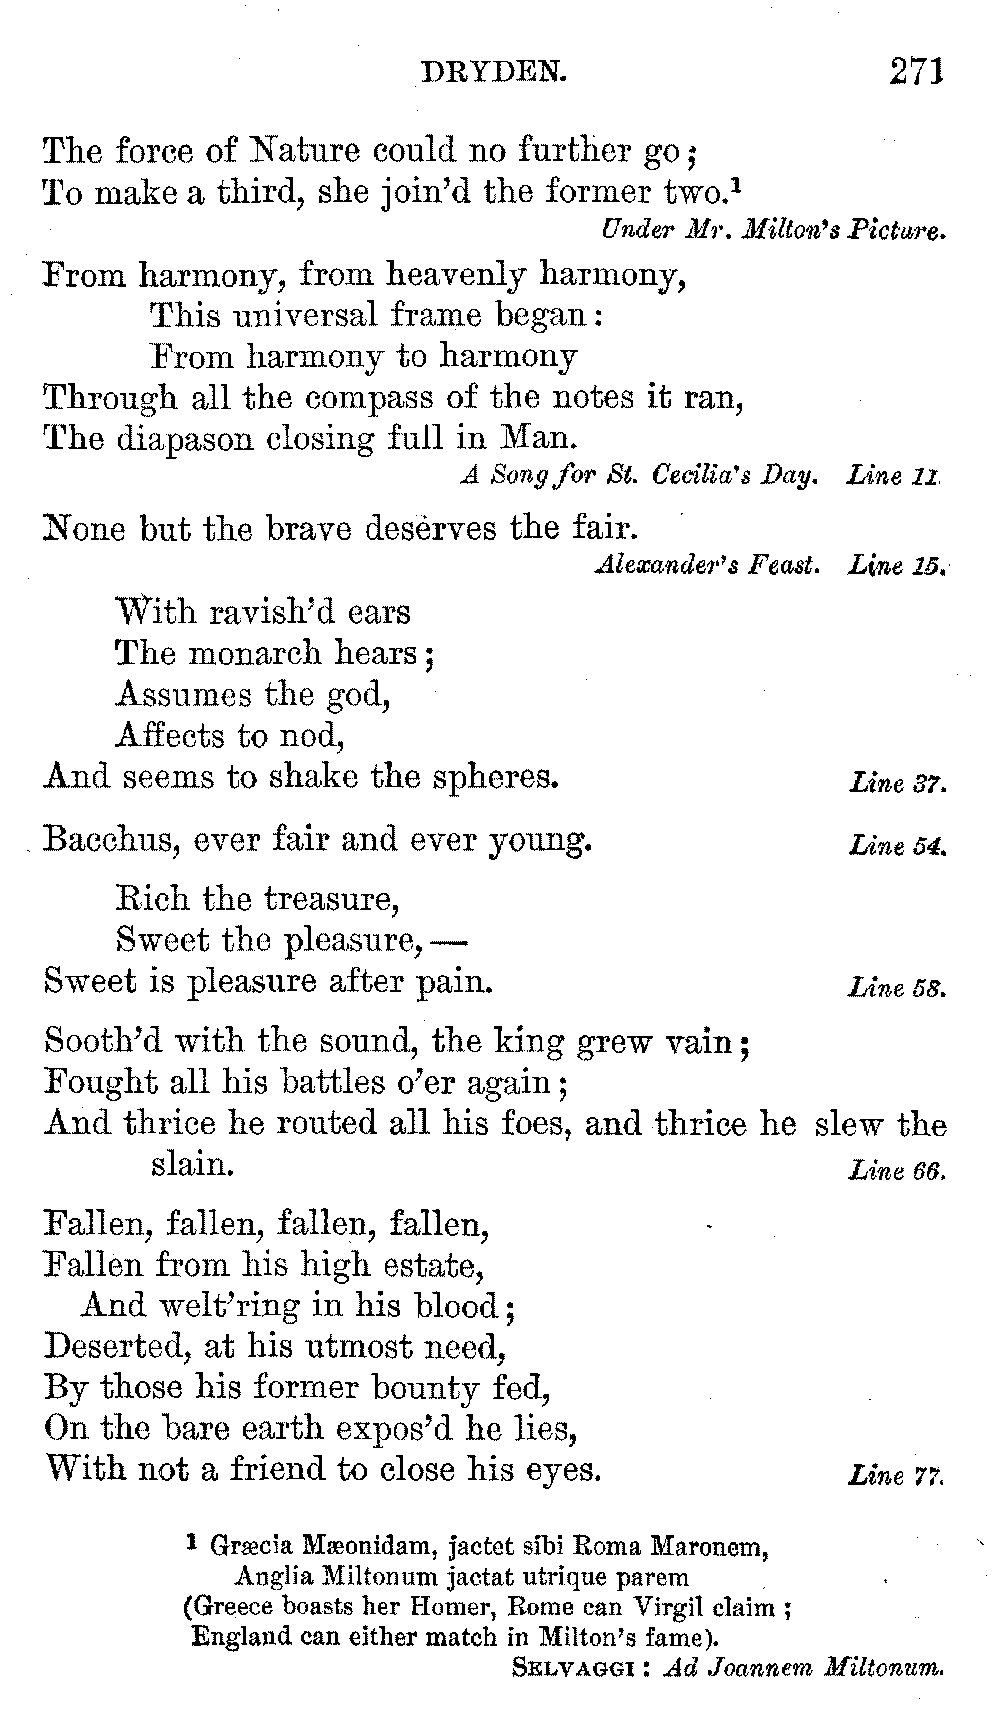 DRYDEN. 271
The force of Nature could no further go;
To make a third, she join'd the former two.¹
Under Mr. Milton's Picture.
From harmony, from heavenly harmony,
This universal frame began:
From harmony to harmony
Through all the compass of the notes it ran,
The diapason closing full in Man.
A Song for St. Cecilia's Day. Line 11.
None but the brave deserves the fair.
Alexander's Feast. Line 15.
With ravish'd ears
The monarch hears;
Assumes the god,
Affects to nod,
And seems to shake the spheres. Line 37.
Bacchus, ever fair and ever young. Line 54.
Rich the treasure,
Sweet the pleasure,—
Sweet is pleasure after pain. Line 58.
Sooth'd with the sound, the king grew vain;
Fought all his battles o'er again;
And thrice he routed all his foes, and thrice he slew the
slain. Line 66.
Fallen, fallen, fallen, fallen,
Fallen from his high estate,
And welt'ring in his blood;
Deserted, at his utmost need,
By those his former bounty fed,
On the bare earth expos'd he lies,
With not a friend to close his eyes. Line 77.
1 Græcia Mæonidam, jactet sibi Roma Maronem,
Anglia Miltonum jactat utrique parem
(Greece boasts her Homer, Rome can Virgil claim;
England can either match in Milton's fame).
SELVAGGI: Ad Joannem Miltonum.